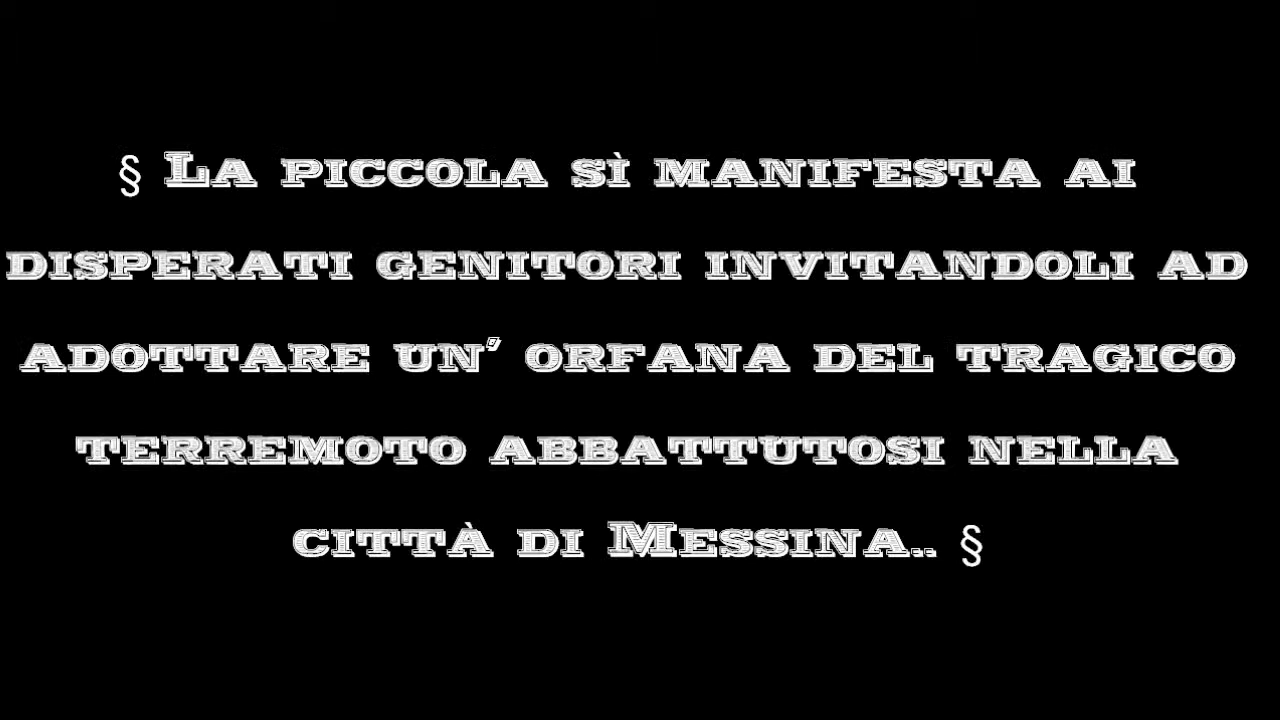 § La piccola sì manifesta ai
disperati genitori invitandoli ad
adottare un' orfana del tragico
terremoto abbattutosi nella
città di Messina.. §